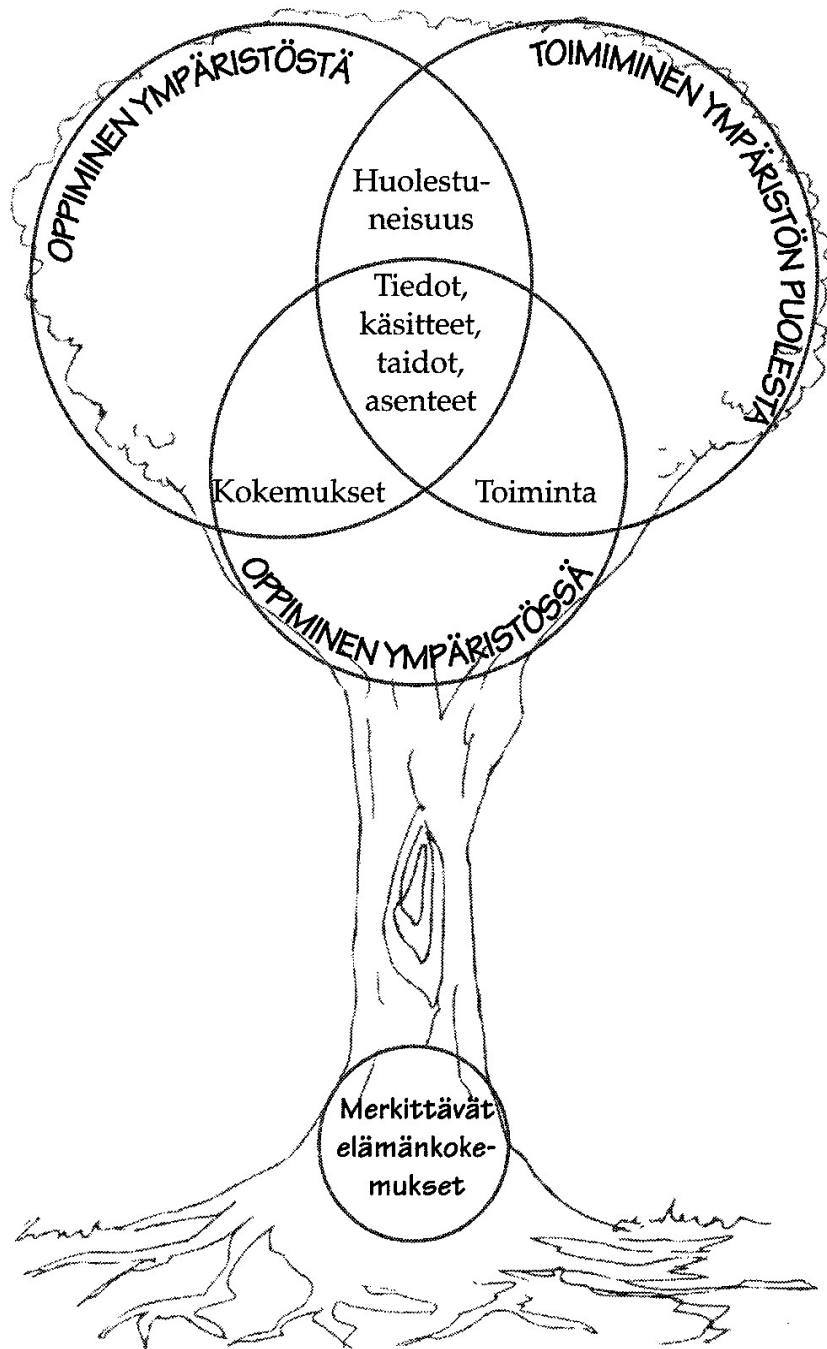 OPPIMINEN YMPÄRISTÖSTÄ
TOIMIMINEN YMPÄRISTÖN PUOLESTA
Huolestu-
neisuus
Tiedot,
käsitteet,
taidot,
asenteet
Kokemukset
Toiminta
OPPIMINEN YMPÄRISTÖSSÄ
Merkittävät
elämänkoke-
mukset